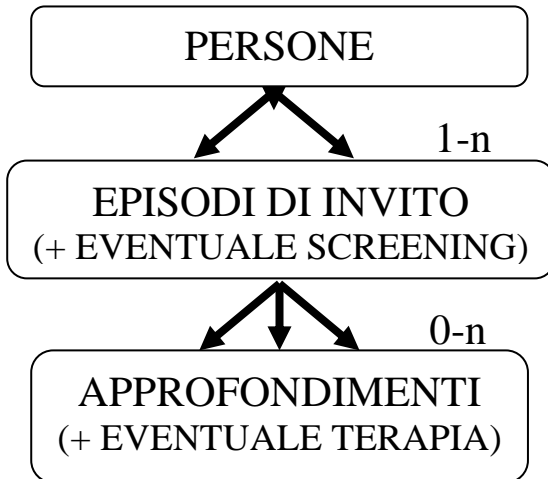 PERSONE
1-n
EPISODI DI INVITO
(+ EVENTUALE SCREENING)
0-n
APPROFONDIMENTI
(+ EVENTUALE TERAPIA)